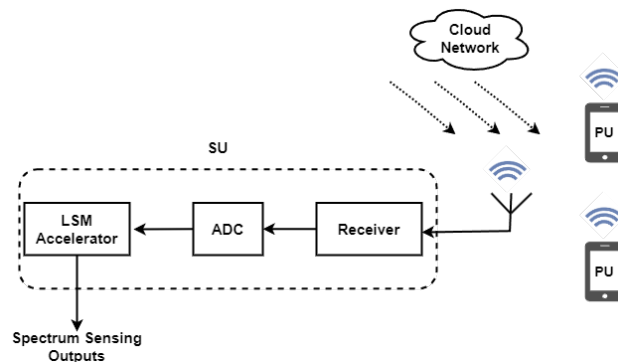 Cloud
Network
PU
SU
LSM
Accelerator
ADC
Receiver
PU
Spectrum Sensing
Outputs